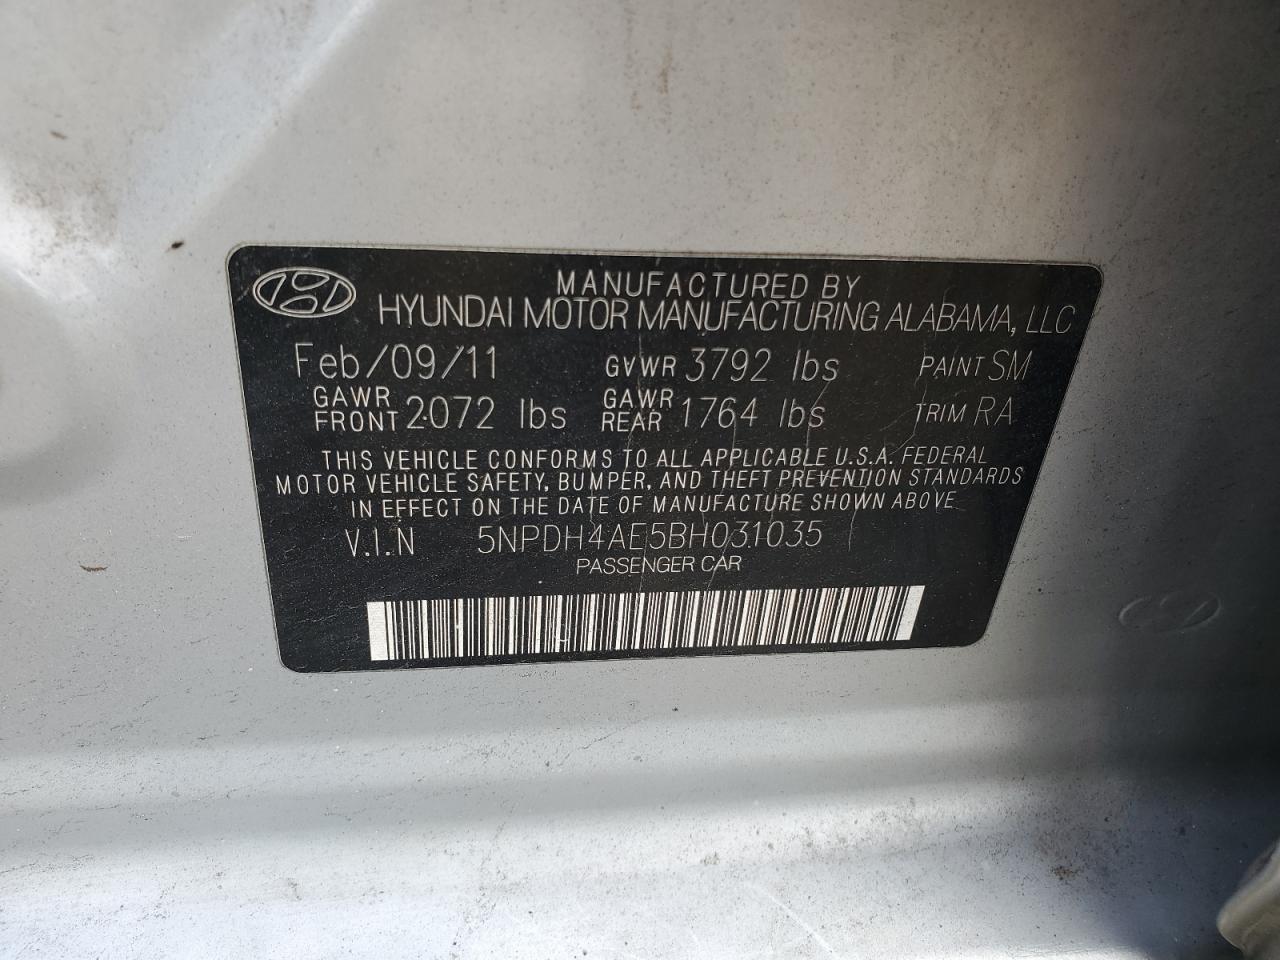 MANUFACTURED BY
HYUNDAI MOTOR MANUFACTURING ALABAMA, LLC
Feb/09/11 GVWR 3792 lbs PAINT SM
GAWR FRONT 2072 lbs GAWR REAR 1764 lbs TRIM RA
THIS VEHICLE CONFORMS TO ALL APPLICABLE U.S.A. FEDERAL
MOTOR VEHICLE SAFETY, BUMPER, AND THEFT PREVENTION STANDARDS
IN EFFECT ON THE DATE OF MANUFACTURE SHOWN ABOVE
V.I.N 5NPDH4AE5BH031035
PASSENGER CAR